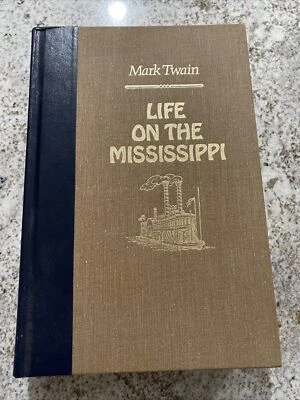 Mark Twain
LIFE
ON THE
MISSISSIPPI